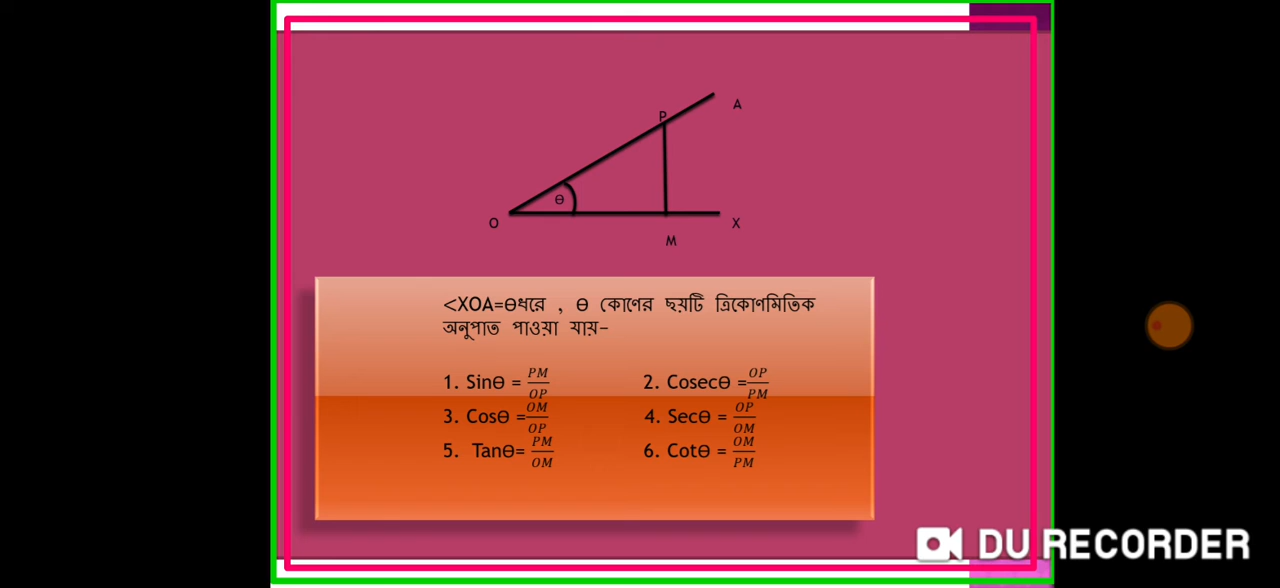 A
P
θ
O
X
M
<XOA=θধরে , θ কোণের ছয়টি ত্রিকোণমিতিক
অনুপাত পাওয়া যায়-
1. Sinθ = PM/OP 2. Cosecθ =OP/PM
3. Cosθ =OM/OP 4. Secθ = OP/OM
5. Tanθ= PM/OM 6. Cotθ = OM/PM
DU RECORDER